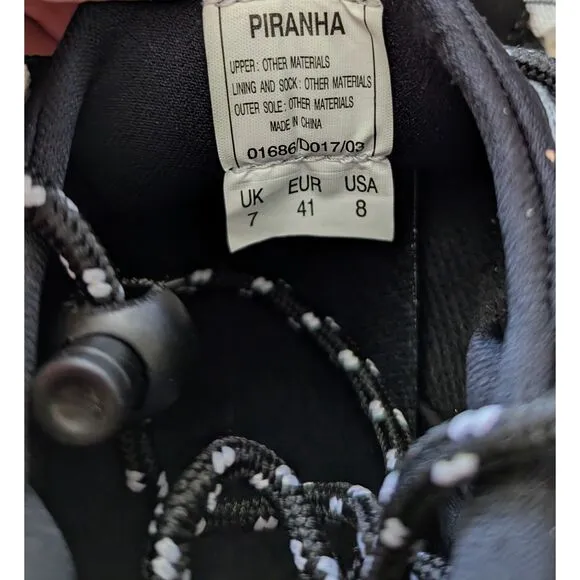 PIRANHA
UPPER: OTHER MATERIALS
LINING AND SOCK: OTHER MATERIALS
OUTER SOLE: OTHER MATERIALS
MADE IN CHINA
01686/D017/03
UK EUR USA
7 41 8